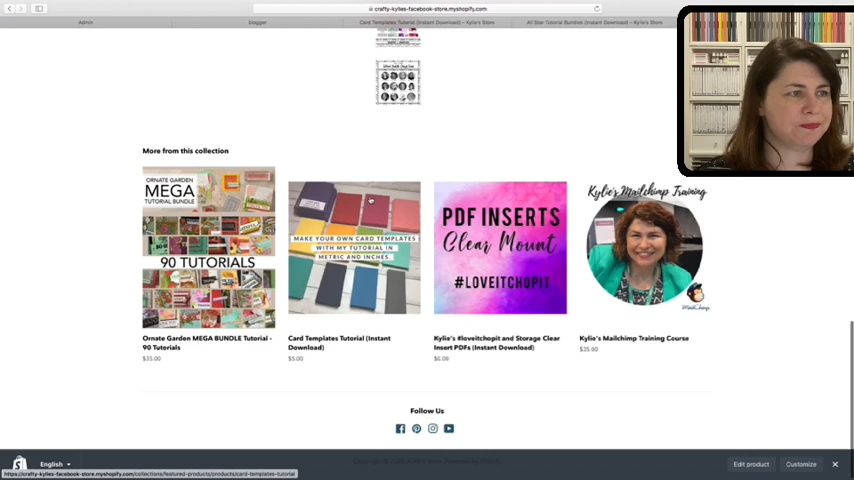 crafty-kylies-facebook-store.myshopify.com
Admin
blogger
Card Templates Tutorial (Instant Download) – Kylie's Store
All Star Tutorial Bundles (Instant Download) – Kylie's Store
More from this collection
ORNATE GARDEN
MEGA
TUTORIAL BUNDLE
90 TUTORIALS
MAKE YOUR OWN CARD TEMPLATES
WITH MY TUTORIAL IN
METRIC AND INCHES.
PDF INSERTS
Clear Mount
#LOVEITCHOPIT
Kylie's Mailchimp Training
Ornate Garden MEGA BUNDLE Tutorial -
90 Tutorials
$35.00
Card Templates Tutorial (Instant
Download)
$5.00
Kylie's #loveitchopit and Storage Clear
Insert PDFs (Instant Download)
$0.00
Kylie's Mailchimp Training Course
$35.00
Follow Us
English
Edit product
Customize
https://crafty-kylies-facebook-store.myshopify.com/collections/featured-products/products/card-templates-tutorial